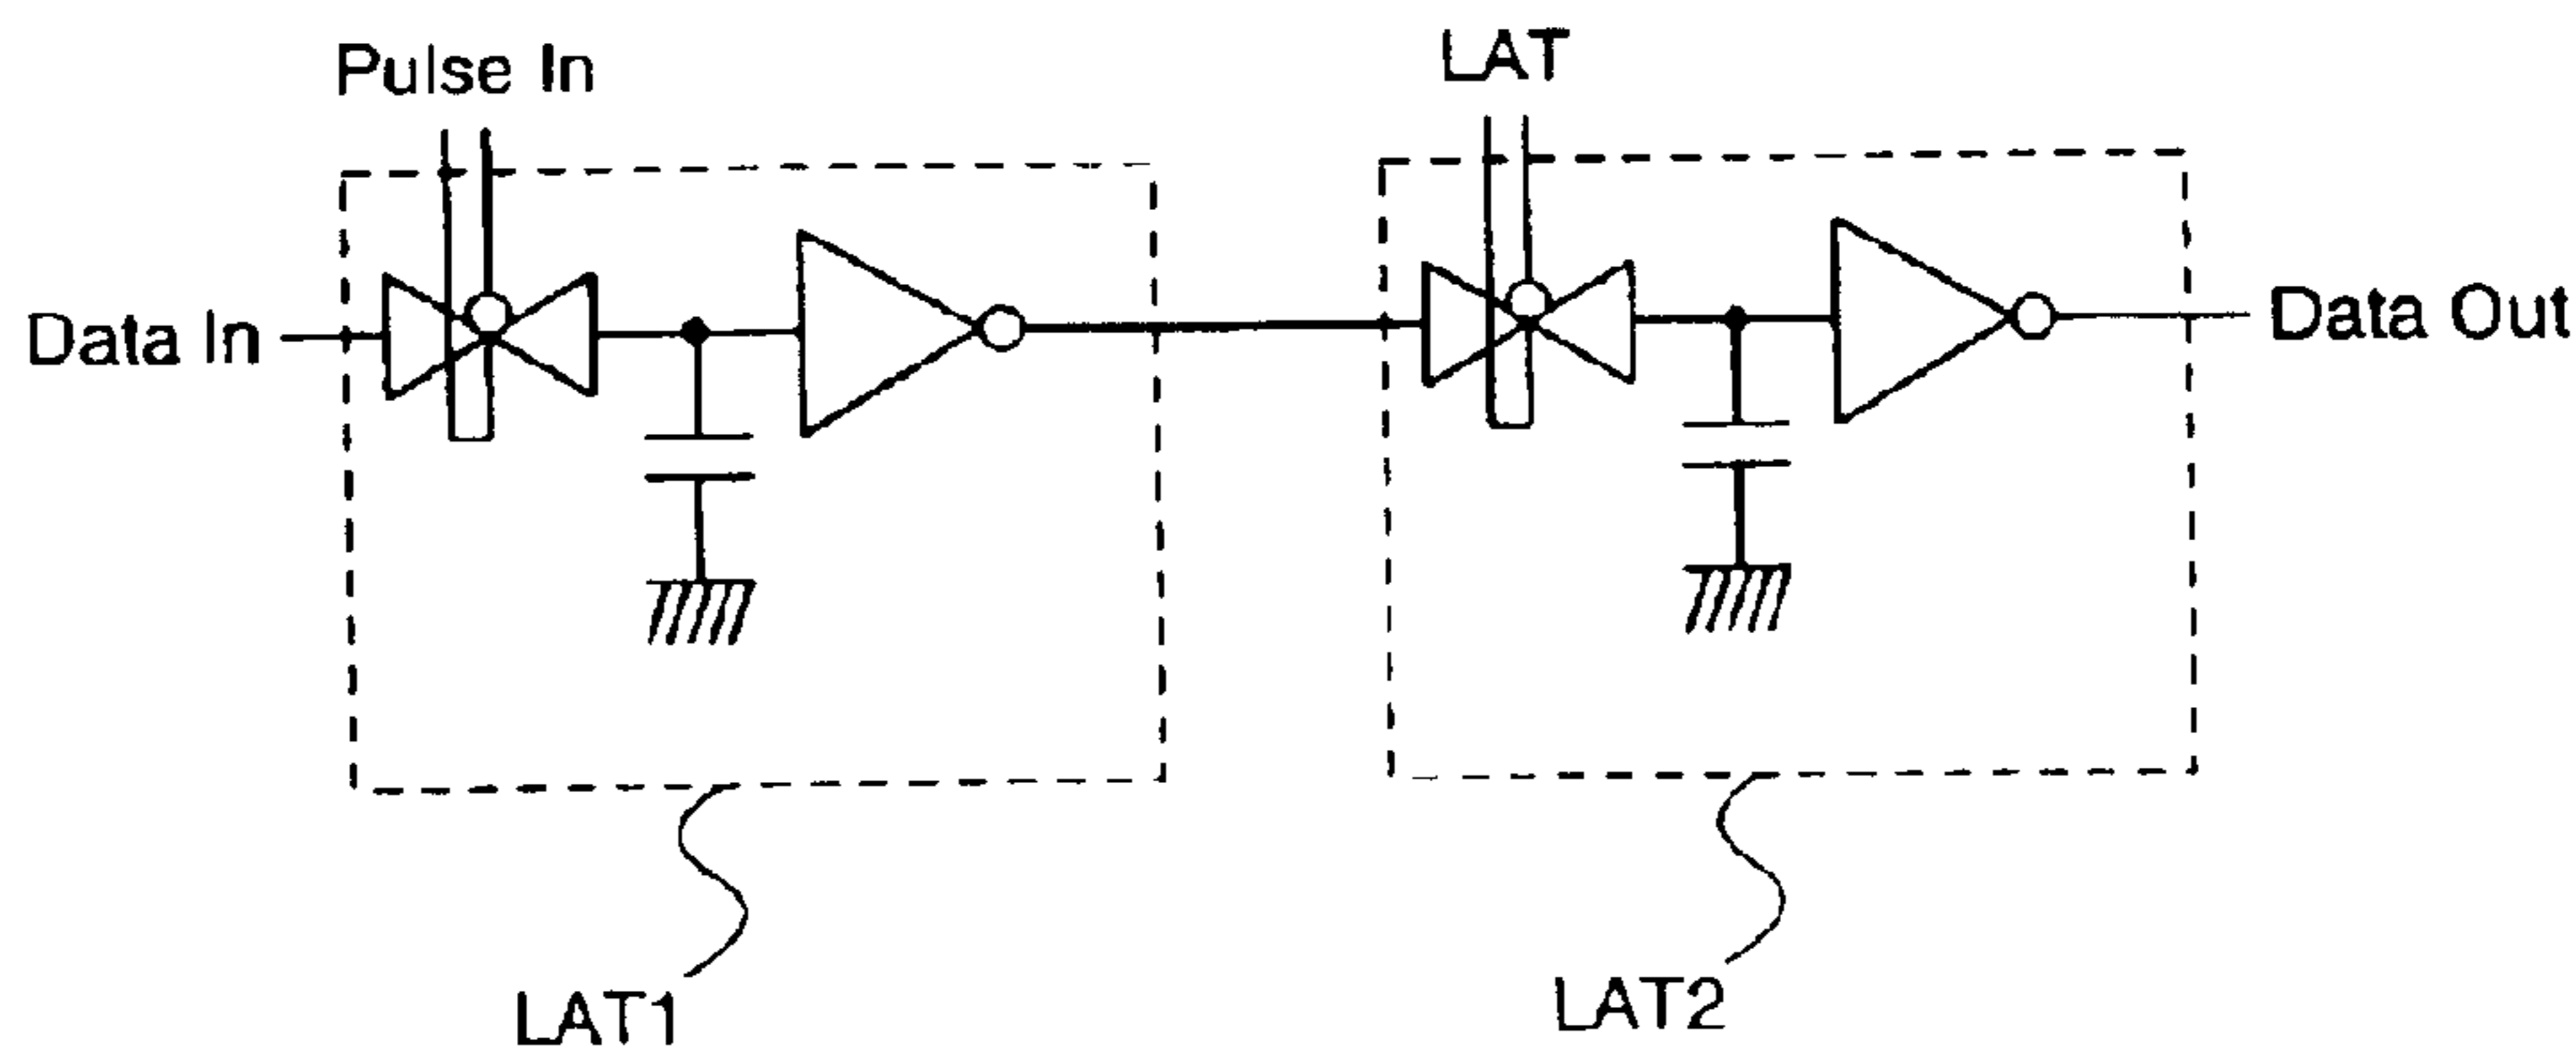 Pulse In
LAT
Data In
Data Out
LAT1
LAT2